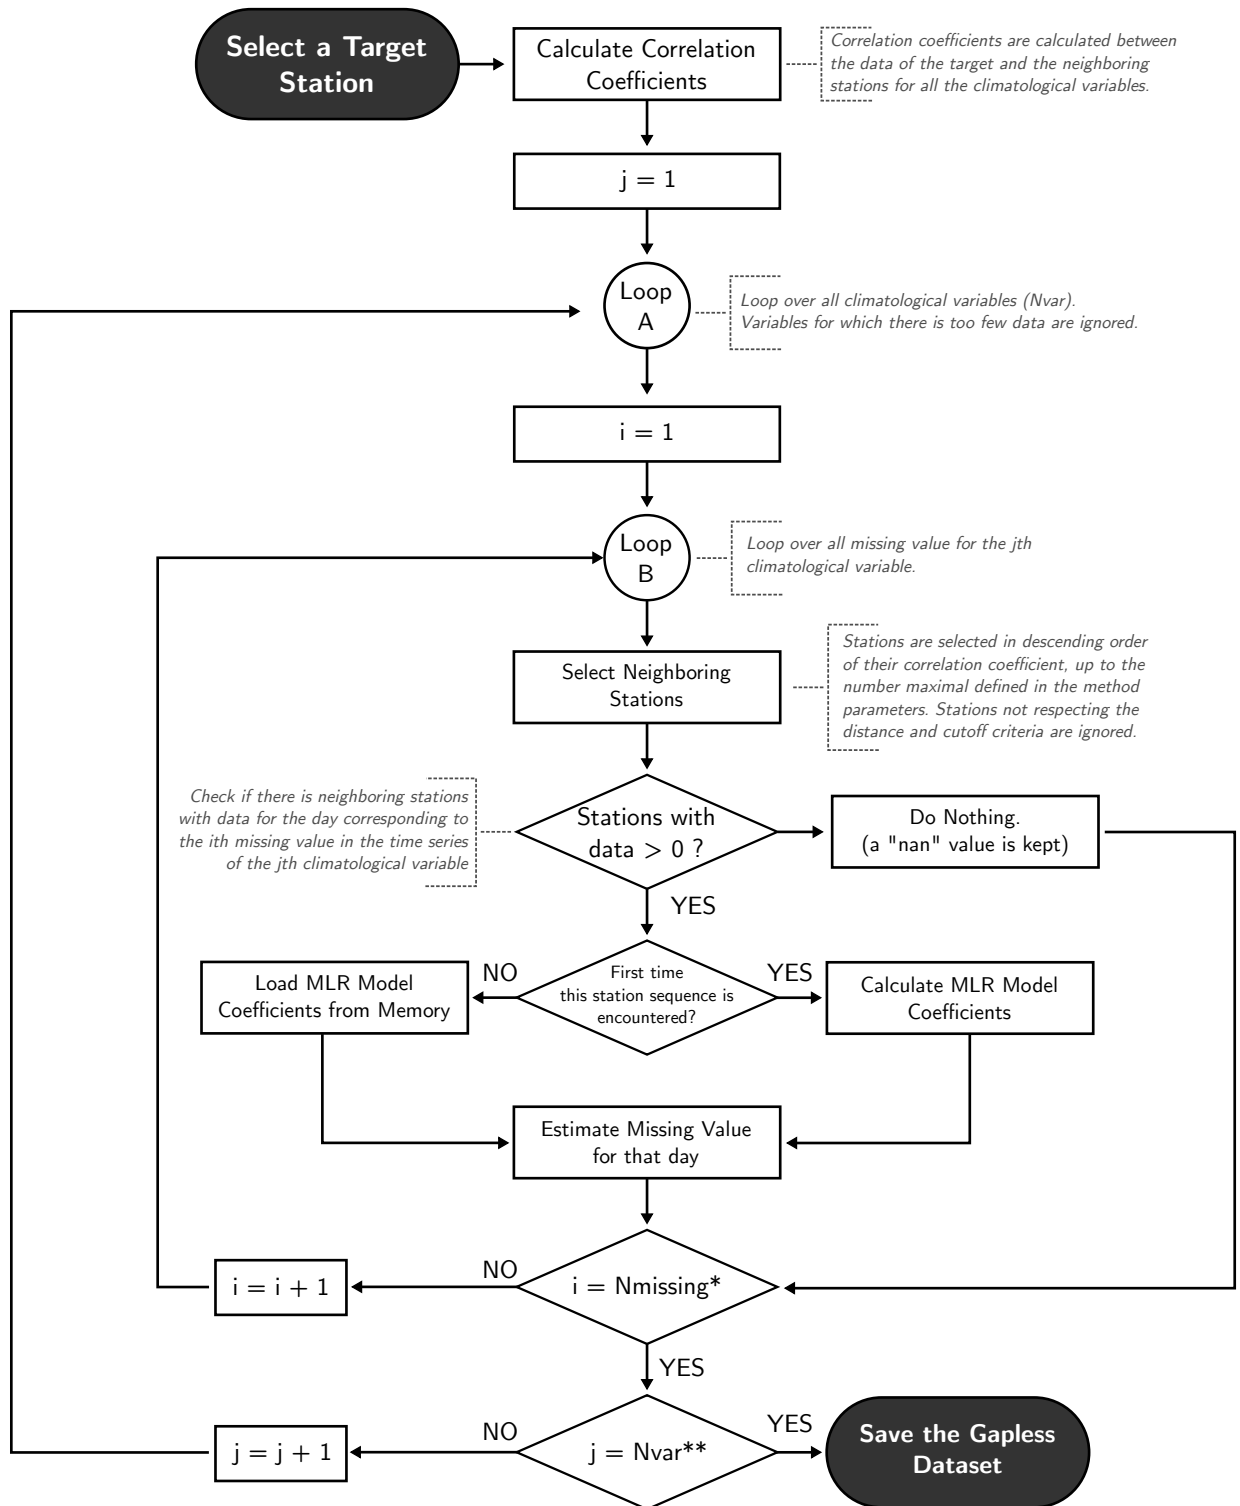 Select a Target
Station
Calculate Correlation
Coefficients
Correlation coefficients are calculated between
the data of the target and the neighboring
stations for all the climatological variables.
j = 1
Loop
A
Loop over all climatological variables (Nvar).
Variables for which there is too few data are ignored.
i = 1
Loop
B
Loop over all missing value for the jth
climatological variable.
Select Neighboring
Stations
Stations are selected in descending order
of their correlation coefficient, up to the
number maximal defined in the method
parameters. Stations not respecting the
distance and cutoff criteria are ignored.
Check if there is neighboring stations
with data for the day corresponding to
the ith missing value in the time series
of the jth climatological variable
Stations with
data > 0 ?
Do Nothing.
(a "nan" value is kept)
YES
Load MLR Model
Coefficients from Memory
NO
First time
this station sequence is
encountered?
YES
Calculate MLR Model
Coefficients
Estimate Missing Value
for that day
i = i + 1
NO
i = Nmissing*
YES
j = j + 1
NO
j = Nvar**
YES
Save the Gapless
Dataset